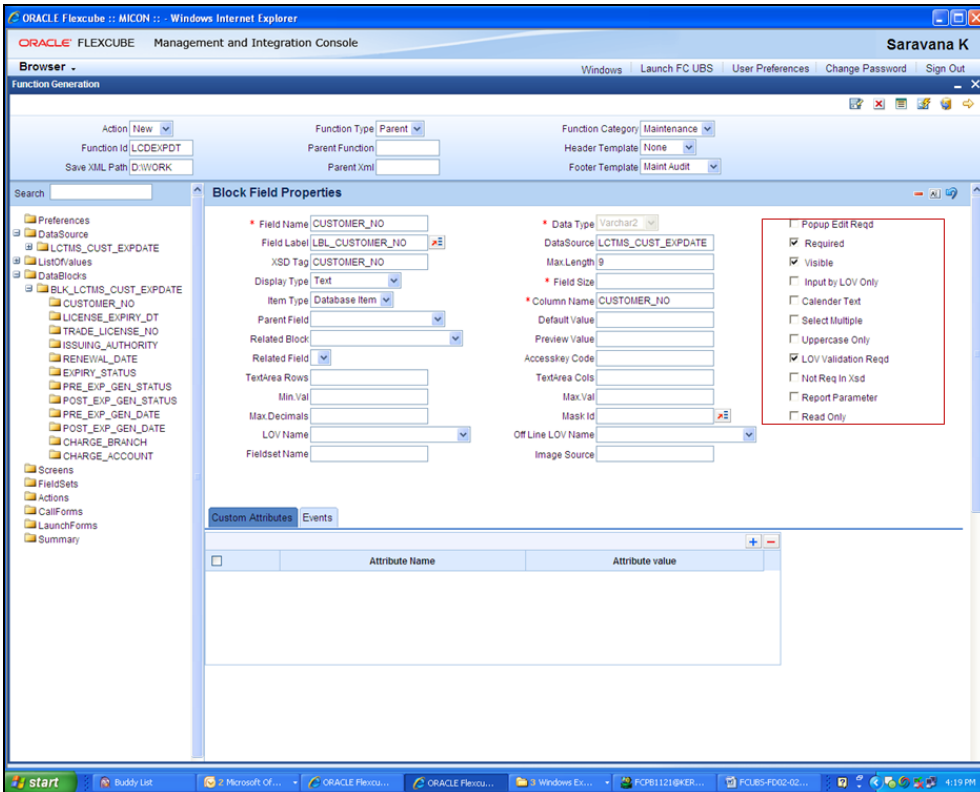 ORACLE Flexcube :: MICON :: - Windows Internet Explorer
ORACLE FLEXCUBE Management and Integration Console
Saravana K
Browser
Windows Launch FC UBS User Preferences Change Password Sign Out
Function Generation
Action New Function Type Parent Function Category Maintenance
Function Id LCDEXPDT Parent Function Header Template None
Save XML Path D:\WORK Parent Xml Footer Template Maint Audit
Search
Preferences
DataSource
LCTMS_CUST_EXPDATE
ListOfValues
DataBlocks
BLK_LCTMS_CUST_EXPDATE
CUSTOMER_NO
LICENSE_EXPIRY_DT
TRADE_LICENSE_NO
ISSUING_AUTHORITY
RENEWAL_DATE
EXPIRY_STATUS
PRE_EXP_GEN_STATUS
POST_EXP_GEN_STATUS
PRE_EXP_GEN_DATE
POST_EXP_GEN_DATE
CHARGE_BRANCH
CHARGE_ACCOUNT
Screens
FieldSets
Actions
CallForms
LaunchForms
Summary
Block Field Properties
* Field Name CUSTOMER_NO * Data Type Varchar2 Popup Edit Reqd
Field Label LBL_CUSTOMER_NO DataSource LCTMS_CUST_EXPDATE Required
XSD Tag CUSTOMER_NO Max.Length 9 Visible
Display Type Text * Field Size Input by LOV Only
Item Type Database Item * Column Name CUSTOMER_NO Calender Text
Parent Field Default Value Select Multiple
Related Block Preview Value Uppercase Only
Related Field Accesskey Code LOV Validation Reqd
TextArea Rows TextArea Cols Not Req In Xsd
Min.Val Max.Val Report Parameter
Max.Decimals Mask Id Read Only
LOV Name Off Line LOV Name
Fieldset Name Image Source
Custom Attributes Events
Attribute Name Attribute value
start Buddy List 2 Microsoft Of... ORACLE Flexcu... ORACLE Flexcu... 3 Windows Ex... FCPB1121@KER... FCUBS-FD02-02... 4:19 PM